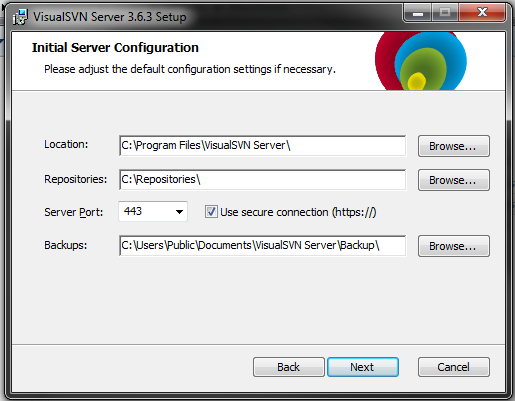 VisualSVN Server 3.6.3 Setup
Initial Server Configuration
Please adjust the default configuration settings if necessary.
Location: C:\Program Files\VisualSVN Server\ Browse...
Repositories: C:\Repositories\ Browse...
Server Port: 443 Use secure connection (https://)
Backups: C:\Users\Public\Documents\VisualSVN Server\Backup\ Browse...
Back Next Cancel